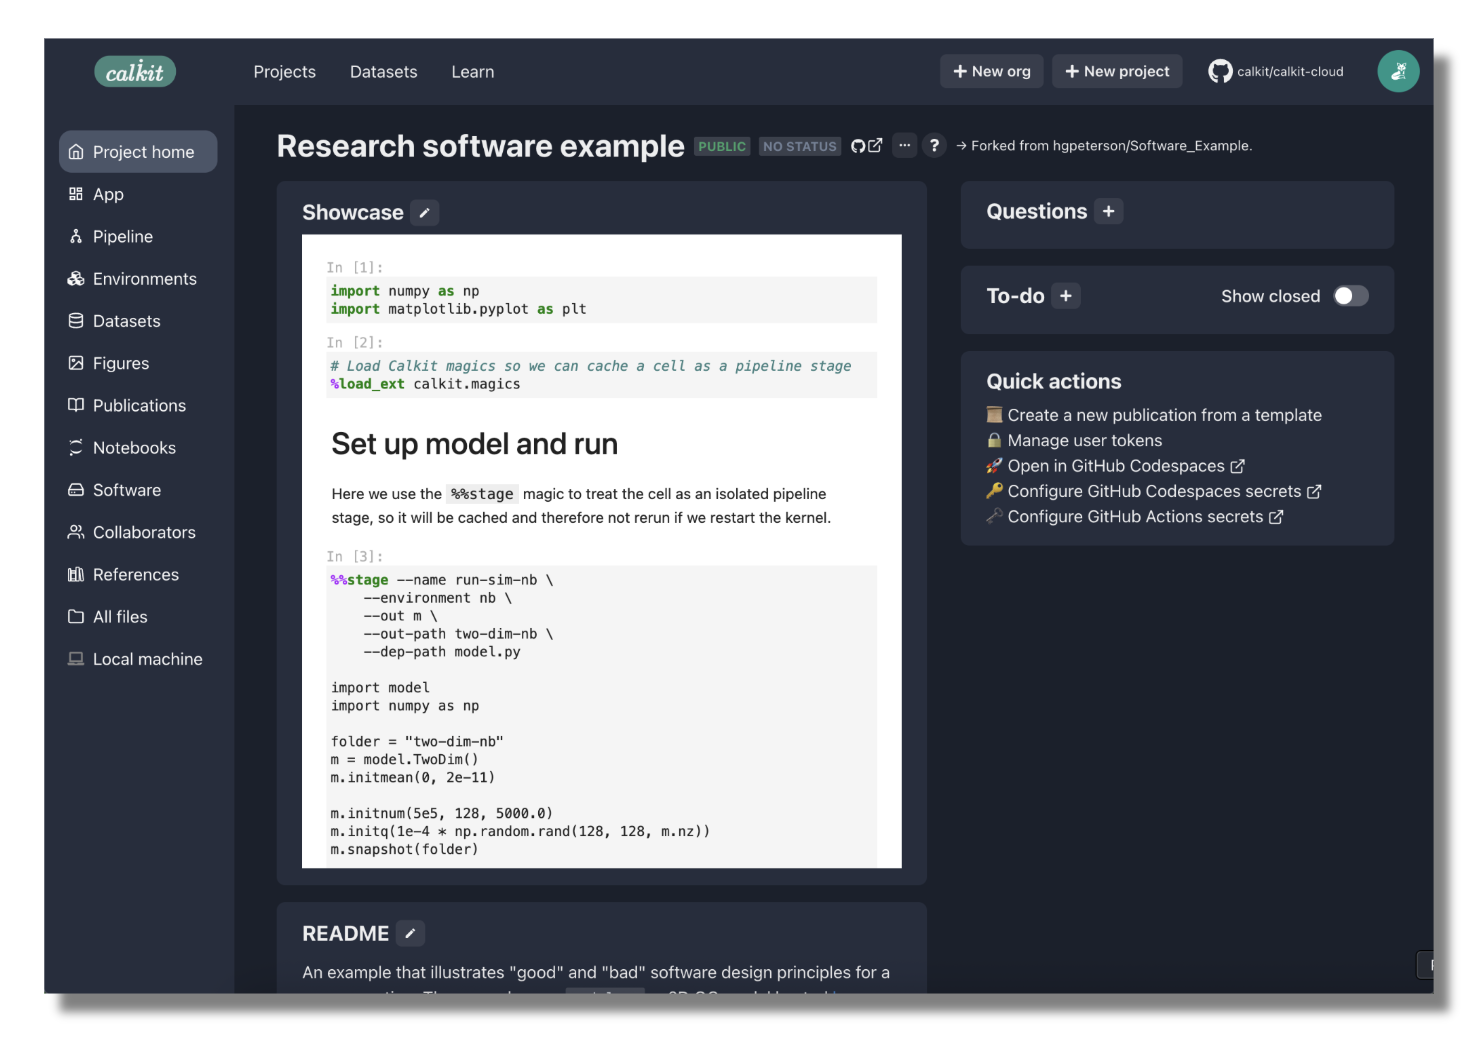 calkit
Projects
Datasets
Learn
+ New org
+ New project
calkit/calkit-cloud
Project home
App
Pipeline
Environments
Datasets
Figures
Publications
Notebooks
Software
Collaborators
References
All files
Local machine
Research software example PUBLIC NO STATUS ... ? → Forked from hgpeterson/Software_Example.
Showcase
In [1]:
import numpy as np
import matplotlib.pyplot as plt
In [2]:
# Load Calkit magics so we can cache a cell as a pipeline stage
%load_ext calkit.magics
Set up model and run
Here we use the %%stage magic to treat the cell as an isolated pipeline
stage, so it will be cached and therefore not rerun if we restart the kernel.
In [3]:
%%stage --name run-sim-nb \
--environment nb \
--out m \
--out-path two-dim-nb \
--dep-path model.py
import model
import numpy as np
folder = "two-dim-nb"
m = model.TwoDim()
m.initmean(0, 2e-11)
m.initnum(5e5, 128, 5000.0)
m.initq(1e-4 * np.random.rand(128, 128, m.nz))
m.snapshot(folder)
README
An example that illustrates "good" and "bad" software design principles for a
Questions +
To-do +
Show closed
Quick actions
Create a new publication from a template
Manage user tokens
Open in GitHub Codespaces
Configure GitHub Codespaces secrets
Configure GitHub Actions secrets